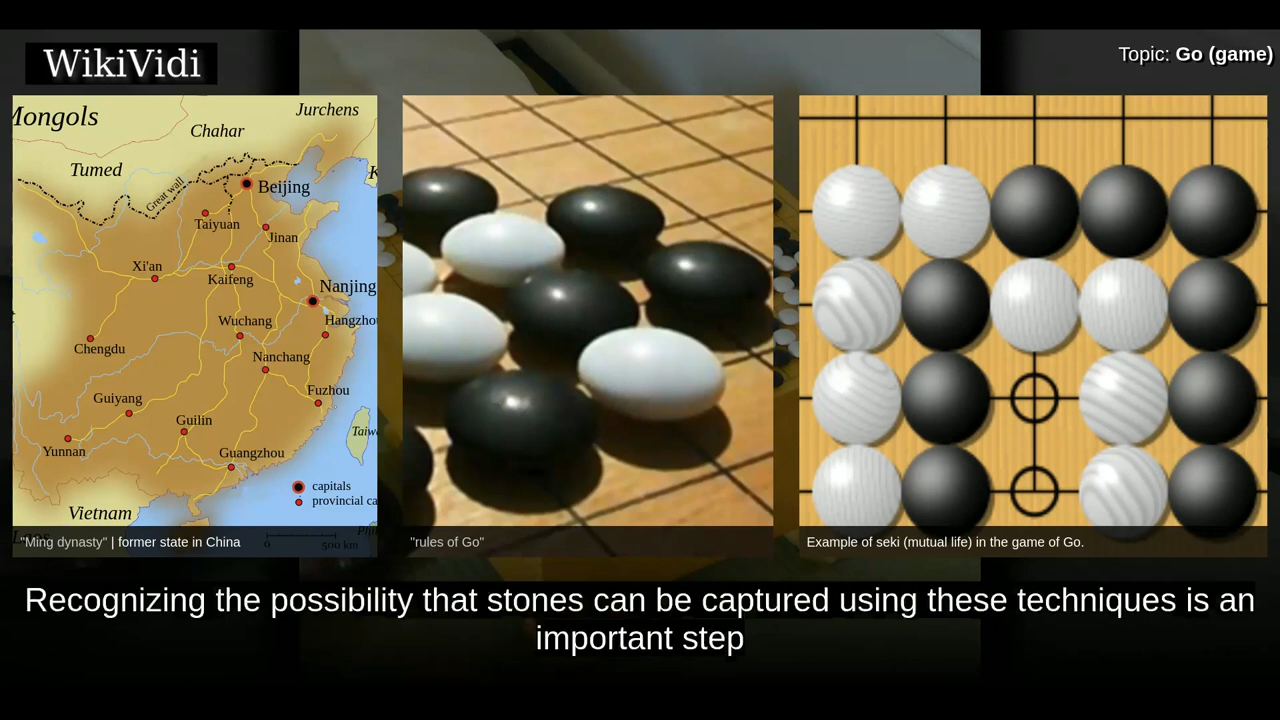 WikiVidi
Topic: Go (game)
Mongols
Jurchens
Chahar
Tumed
Great wall
Beijing
Taiyuan
Jinan
Xi'an
Kaifeng
Nanjing
Wuchang
Hangzhou
Chengdu
Nanchang
Guiyang
Fuzhou
Guilin
Yunnan
Guangzhou
Taiw
capitals
provincial ca
Vietnam
0 500 km
"Ming dynasty" | former state in China
"rules of Go"
Example of seki (mutual life) in the game of Go.
Recognizing the possibility that stones can be captured using these techniques is an
important step